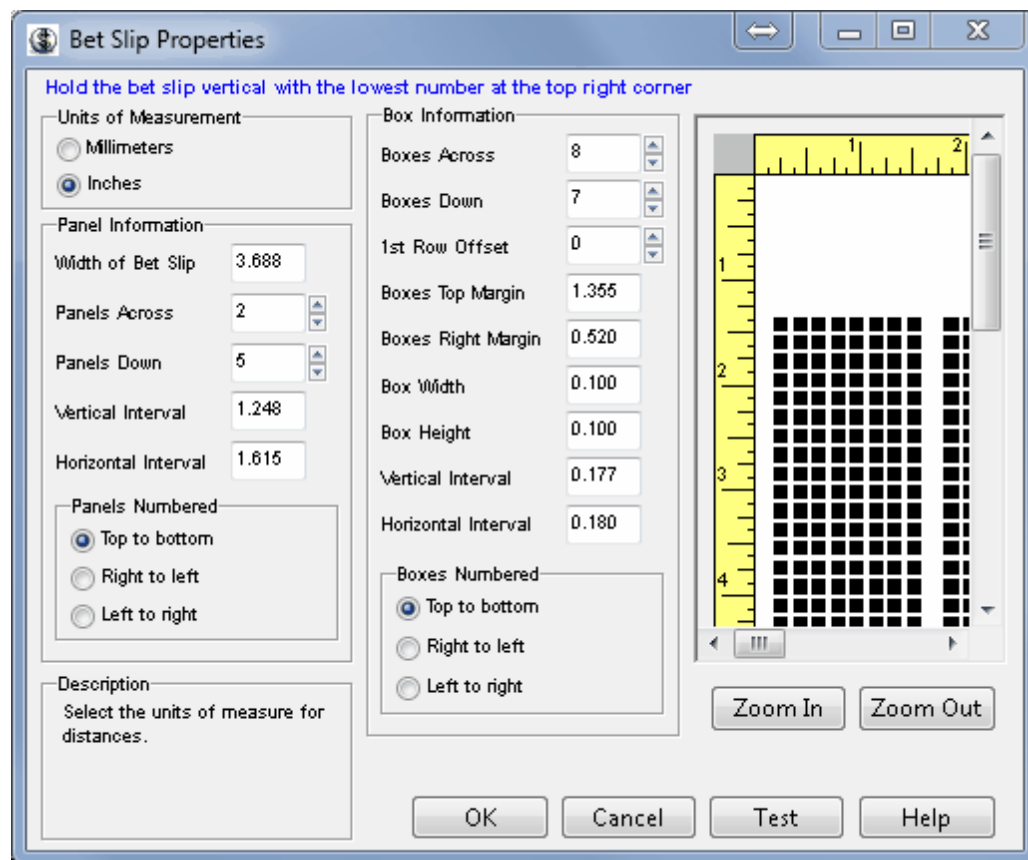 Bet Slip Properties
Hold the bet slip vertical with the lowest number at the top right corner
Units of Measurement
Millimeters
Inches
Panel Information
Width of Bet Slip 3.688
Panels Across 2
Panels Down 5
Vertical Interval 1.248
Horizontal Interval 1.615
Panels Numbered
Top to bottom
Right to left
Left to right
Description
Select the units of measure for
distances.
Box Information
Boxes Across 8
Boxes Down 7
1st Row Offset 0
Boxes Top Margin 1.355
Boxes Right Margin 0.520
Box Width 0.100
Box Height 0.100
Vertical Interval 0.177
Horizontal Interval 0.180
Boxes Numbered
Top to bottom
Right to left
Left to right
1 2
1
2
3
4
Zoom In Zoom Out
OK Cancel Test Help